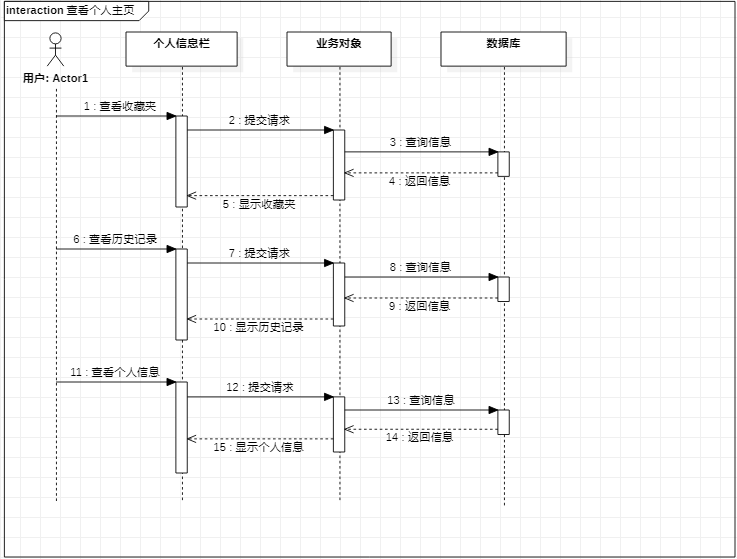 interaction 查看个人主页
个人信息栏
业务对象
数据库
用户: Actor1
1 : 查看收藏夹
2 : 提交请求
3 : 查询信息
4 : 返回信息
5 : 显示收藏夹
6 : 查看历史记录
7 : 提交请求
8 : 查询信息
9 : 返回信息
10 : 显示历史记录
11 : 查看个人信息
12 : 提交请求
13 : 查询信息
14 : 返回信息
15 : 显示个人信息